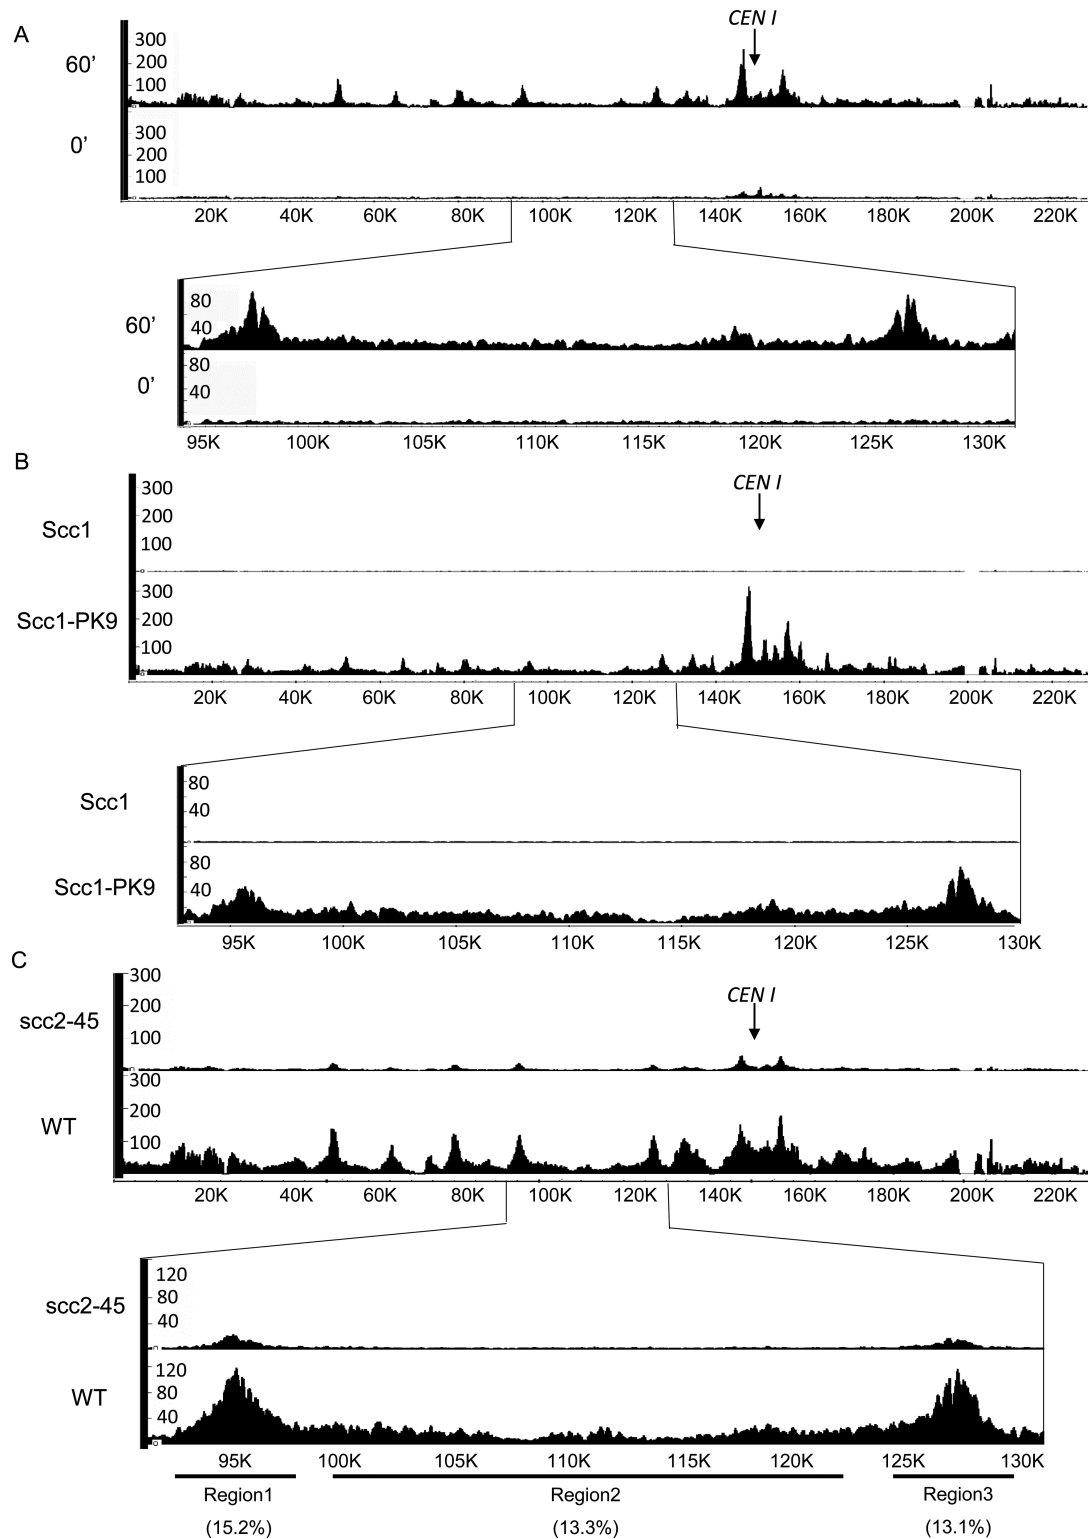 A
CEN I
60’
300
200
100
0’
300
200
100
20K 40K 60K 80K 100K 120K 140K 160K 180K 200K 220K
60’
80
40
0’
80
40
95K 100K 105K 110K 115K 120K 125K 130K
B
CEN I
Scc1
300
200
100
Scc1-PK9
300
200
100
20K 40K 60K 80K 100K 120K 140K 160K 180K 200K 220K
Scc1
80
40
Scc1-PK9
80
40
95K 100K 105K 110K 115K 120K 125K 130K
C
CEN I
scc2-45
300
200
100
WT
300
200
100
20K 40K 60K 80K 100K 120K 140K 160K 180K 200K 220K
scc2-45
120
80
40
WT
120
80
40
95K 100K 105K 110K 115K 120K 125K 130K
Region1 Region2 Region3
(15.2%) (13.3%) (13.1%)